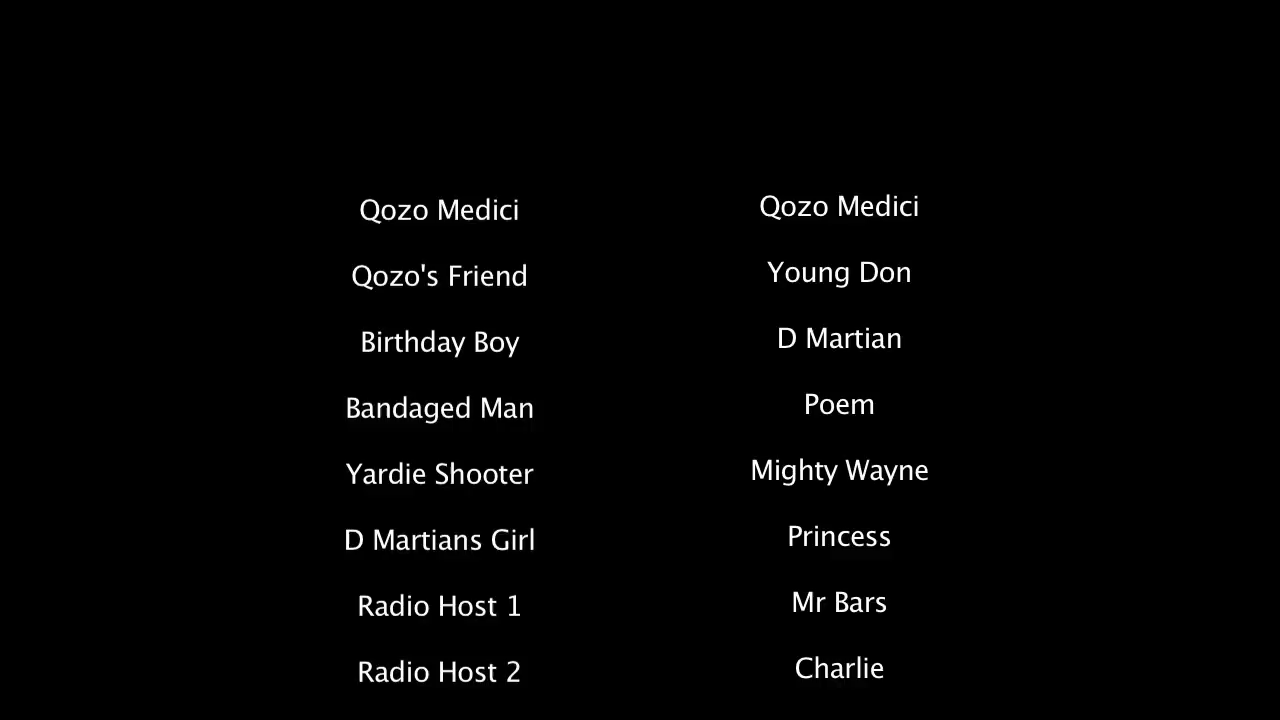 Qozo Medici Qozo Medici
Qozo's Friend Young Don
Birthday Boy D Martian
Bandaged Man Poem
Yardie Shooter Mighty Wayne
D Martians Girl Princess
Radio Host 1 Mr Bars
Radio Host 2 Charlie